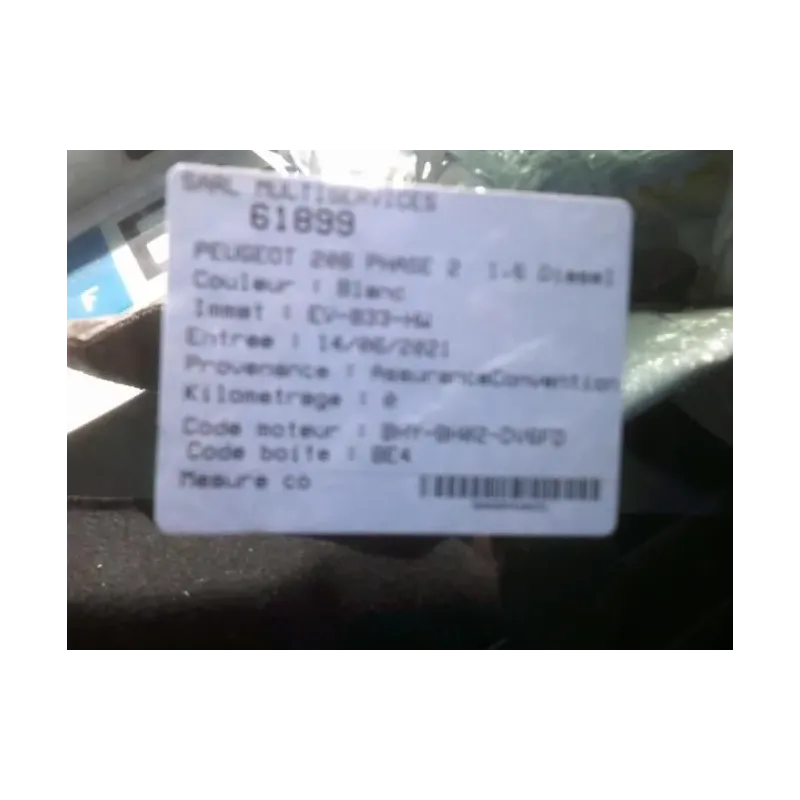 SARL MULTISERVICES
61899
PEUGEOT 208 PHASE 2 1.6 Diesel
Couleur : Blanc
Immat : EV-833-HW
Entree : 14/06/2021
Provenance : AssuranceConvention
Kilometrage : 0
Code moteur : BHY-BH02-DV6FD
Code boite : BE4
Mesure co
F